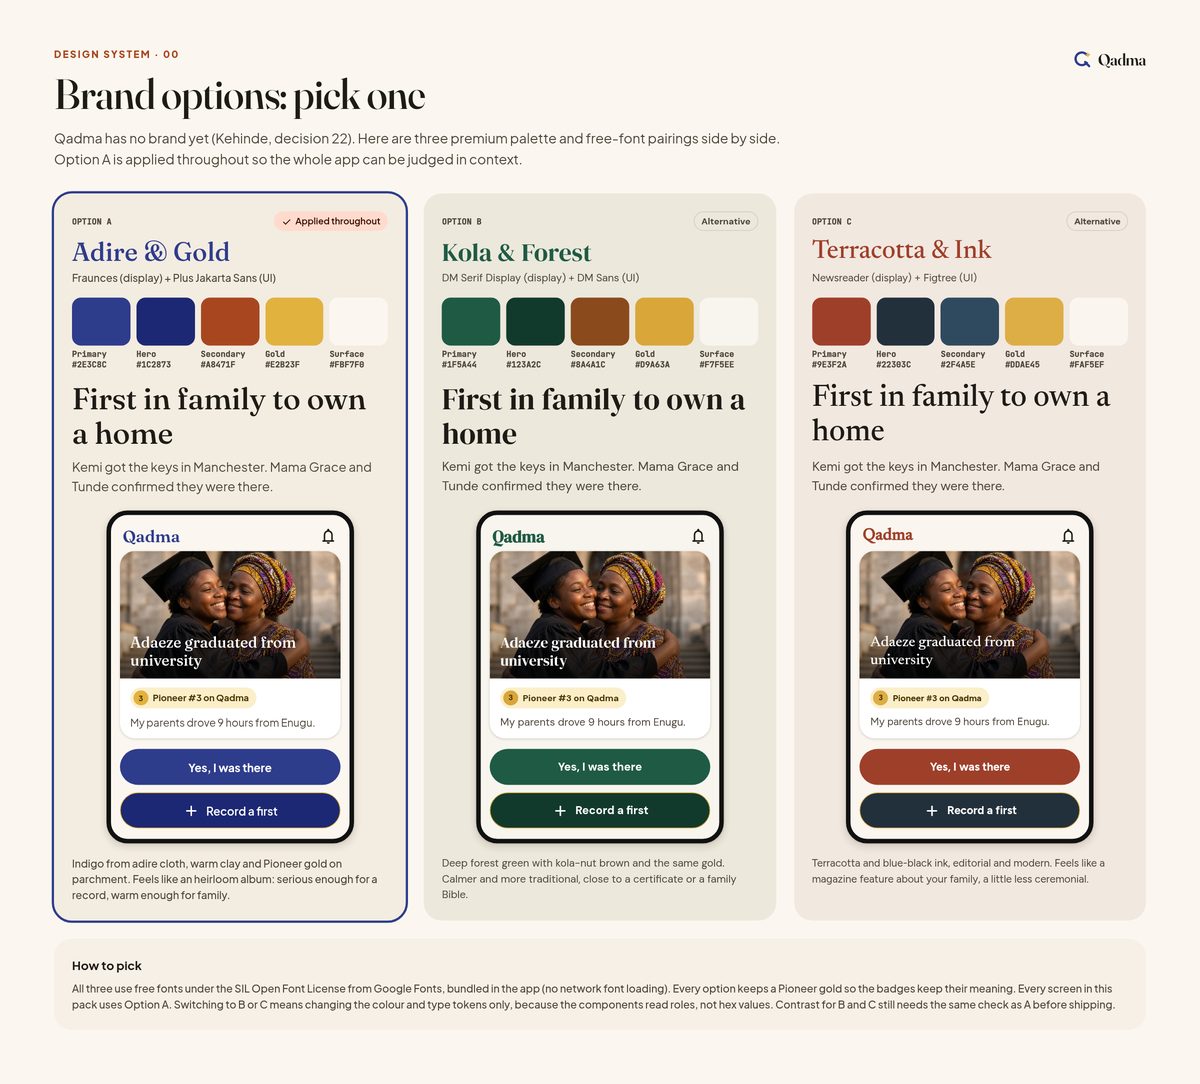 DESIGN SYSTEM · 00
Qadma
Brand options: pick one
Qadma has no brand yet (Kehinde, decision 22). Here are three premium palette and free-font pairings side by side.
Option A is applied throughout so the whole app can be judged in context.
OPTION A
Applied throughout
Adire & Gold
Fraunces (display) + Plus Jakarta Sans (UI)
Primary
#2E3C8C
Hero
#1C2873
Secondary
#A8471F
Gold
#E2B23F
Surface
#FBF7F0
First in family to own
a home
Kemi got the keys in Manchester. Mama Grace and
Tunde confirmed they were there.
Qadma
Adaeze graduated from
university
3 Pioneer #3 on Qadma
My parents drove 9 hours from Enugu.
Yes, I was there
+ Record a first
Indigo from adire cloth, warm clay and Pioneer gold on
parchment. Feels like an heirloom album: serious enough for a
record, warm enough for family.
OPTION B
Alternative
Kola & Forest
DM Serif Display (display) + DM Sans (UI)
Primary
#1F5A44
Hero
#123A2C
Secondary
#8A4A1C
Gold
#D9A63A
Surface
#F7F5EE
First in family to own a
home
Kemi got the keys in Manchester. Mama Grace and
Tunde confirmed they were there.
Qadma
Adaeze graduated from
university
3 Pioneer #3 on Qadma
My parents drove 9 hours from Enugu.
Yes, I was there
+ Record a first
Deep forest green with kola-nut brown and the same gold.
Calmer and more traditional, close to a certificate or a family
Bible.
OPTION C
Alternative
Terracotta & Ink
Newsreader (display) + Figtree (UI)
Primary
#9E3F2A
Hero
#22303C
Secondary
#2F4A5E
Gold
#DDAE45
Surface
#FAF5EF
First in family to own a
home
Kemi got the keys in Manchester. Mama Grace and
Tunde confirmed they were there.
Qadma
Adaeze graduated from
university
3 Pioneer #3 on Qadma
My parents drove 9 hours from Enugu.
Yes, I was there
+ Record a first
Terracotta and blue-black ink, editorial and modern. Feels like a
magazine feature about your family, a little less ceremonial.
How to pick
All three use free fonts under the SIL Open Font License from Google Fonts, bundled in the app (no network font loading). Every option keeps a Pioneer gold so the badges keep their meaning. Every screen in this
pack uses Option A. Switching to B or C means changing the colour and type tokens only, because the components read roles, not hex values. Contrast for B and C still needs the same check as A before shipping.